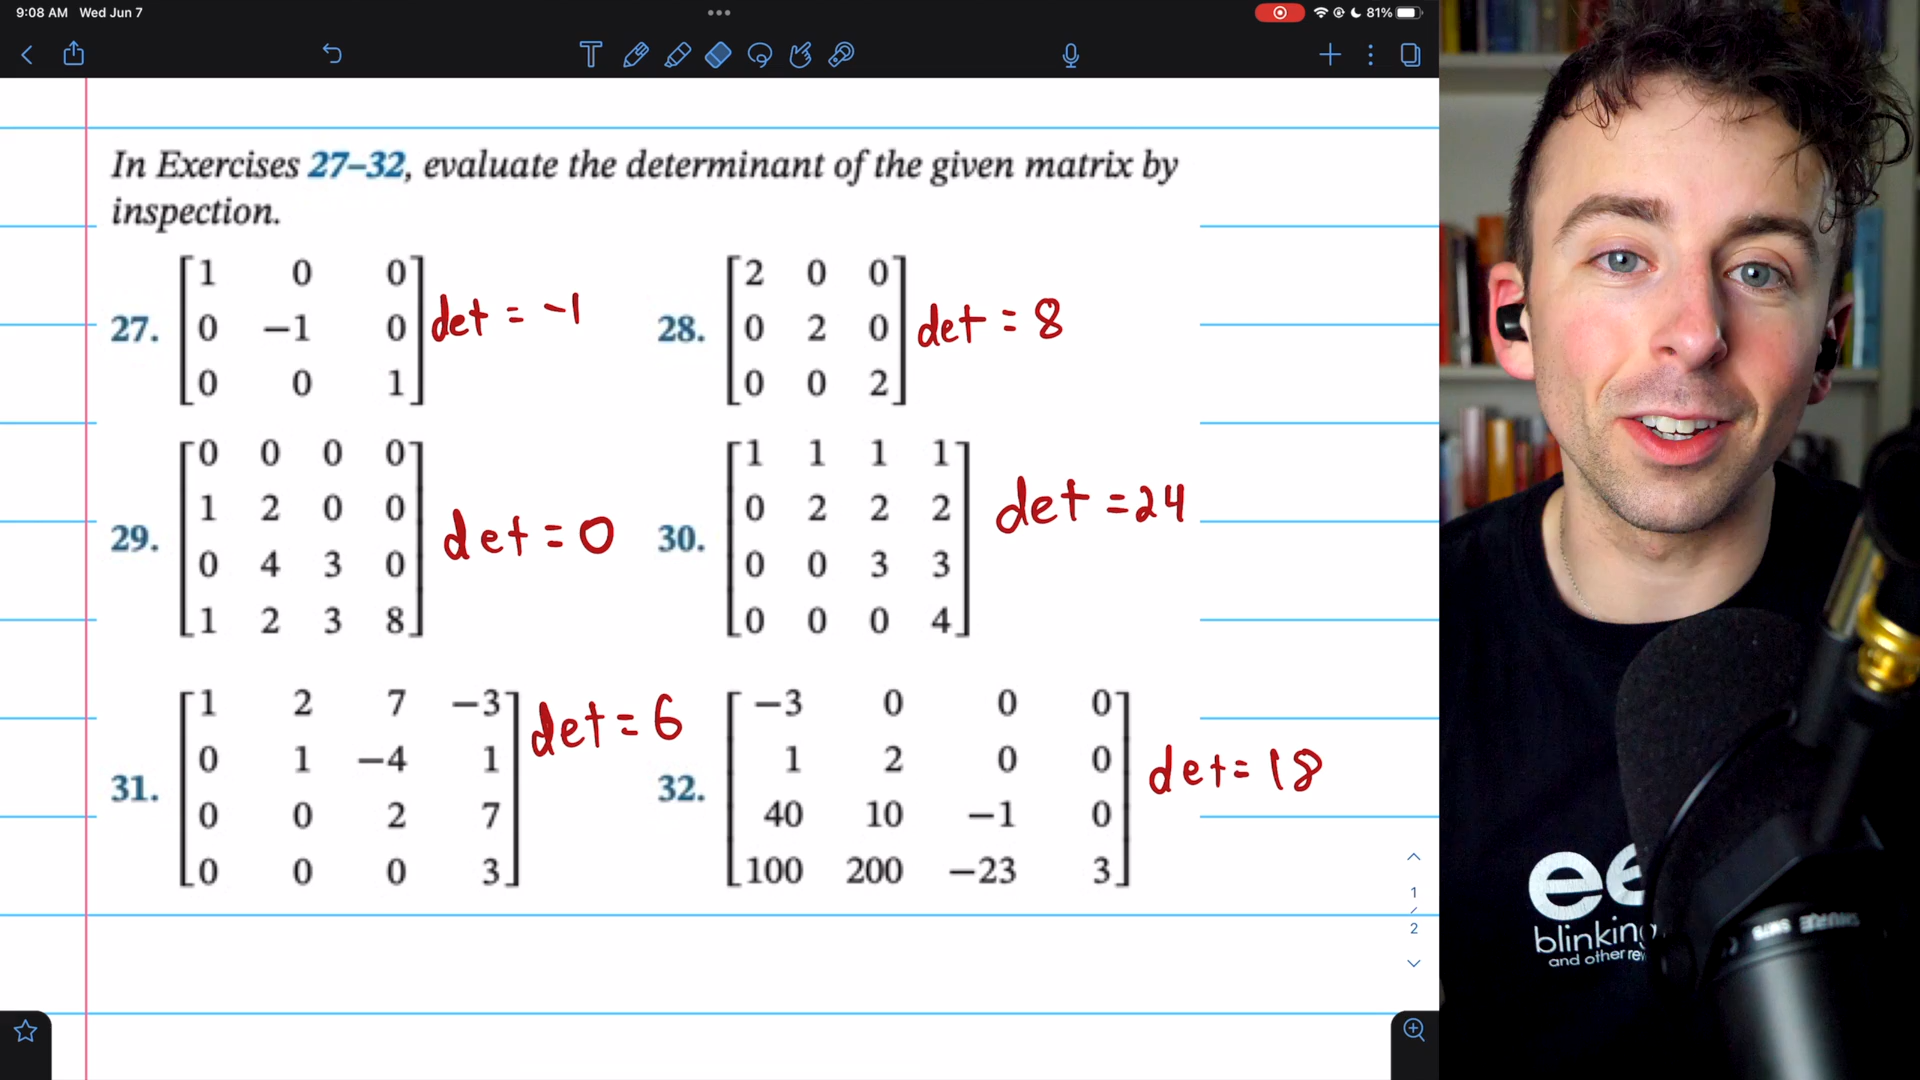 9:08 AM Wed Jun 7
81%
In Exercises 27–32, evaluate the determinant of the given matrix by
inspection.
27. [1 0 0
0 −1 0
0 0 1] det = -1
28. [2 0 0
0 2 0
0 0 2] det = 8
29. [0 0 0 0
1 2 0 0
0 4 3 0
1 2 3 8] det = 0
30. [1 1 1 1
0 2 2 2
0 0 3 3
0 0 0 4] det = 24
31. [1 2 7 −3
0 1 −4 1
0 0 2 7
0 0 0 3] det = 6
32. [−3 0 0 0
1 2 0 0
40 10 −1 0
100 200 −23 3] det = 18
1
/
2
blinking
and other